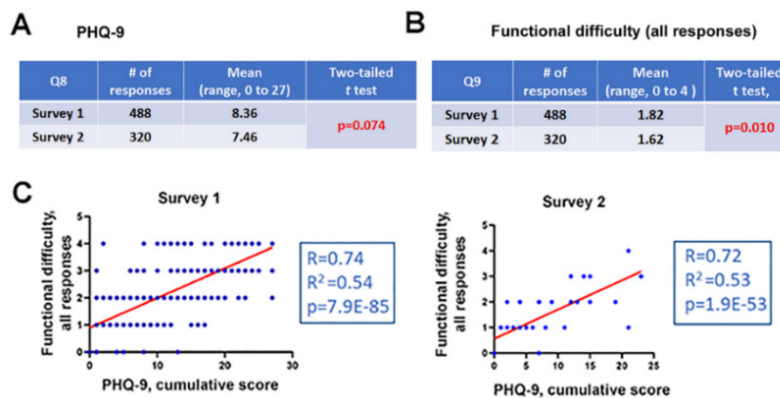 A PHQ-9
Q8 # of responses Mean (range, 0 to 27) Two-tailed t test
Survey 1 488 8.36 p=0.074
Survey 2 320 7.46
B Functional difficulty (all responses)
Q9 # of responses Mean (range, 0 to 4 ) Two-tailed t test,
Survey 1 488 1.82 p=0.010
Survey 2 320 1.62
C Survey 1
Functional difficulty,
all responses
5
4
3
2
1
0
0 10 20 30
PHQ-9, cumulative score
R=0.74
R²=0.54
p=7.9E-85
Survey 2
Functional difficulty,
all responses
5
4
3
2
1
0
0 5 10 15 20 25
PHQ-9, cumulative score
R=0.72
R²=0.53
p=1.9E-53